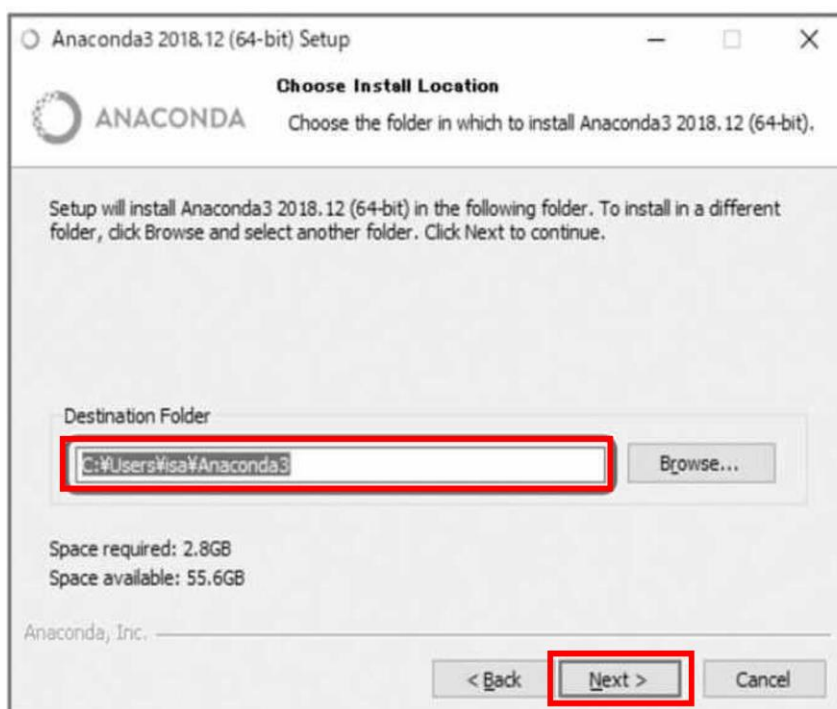 Anaconda3 2018.12 (64-bit) Setup
Choose Install Location
ANACONDA
Choose the folder in which to install Anaconda3 2018.12 (64-bit).
Setup will install Anaconda3 2018.12 (64-bit) in the following folder. To install in a different
folder, click Browse and select another folder. Click Next to continue.
Destination Folder
C:¥Users¥isa¥Anaconda3
Browse...
Space required: 2.8GB
Space available: 55.6GB
Anaconda, Inc.
< Back
Next >
Cancel